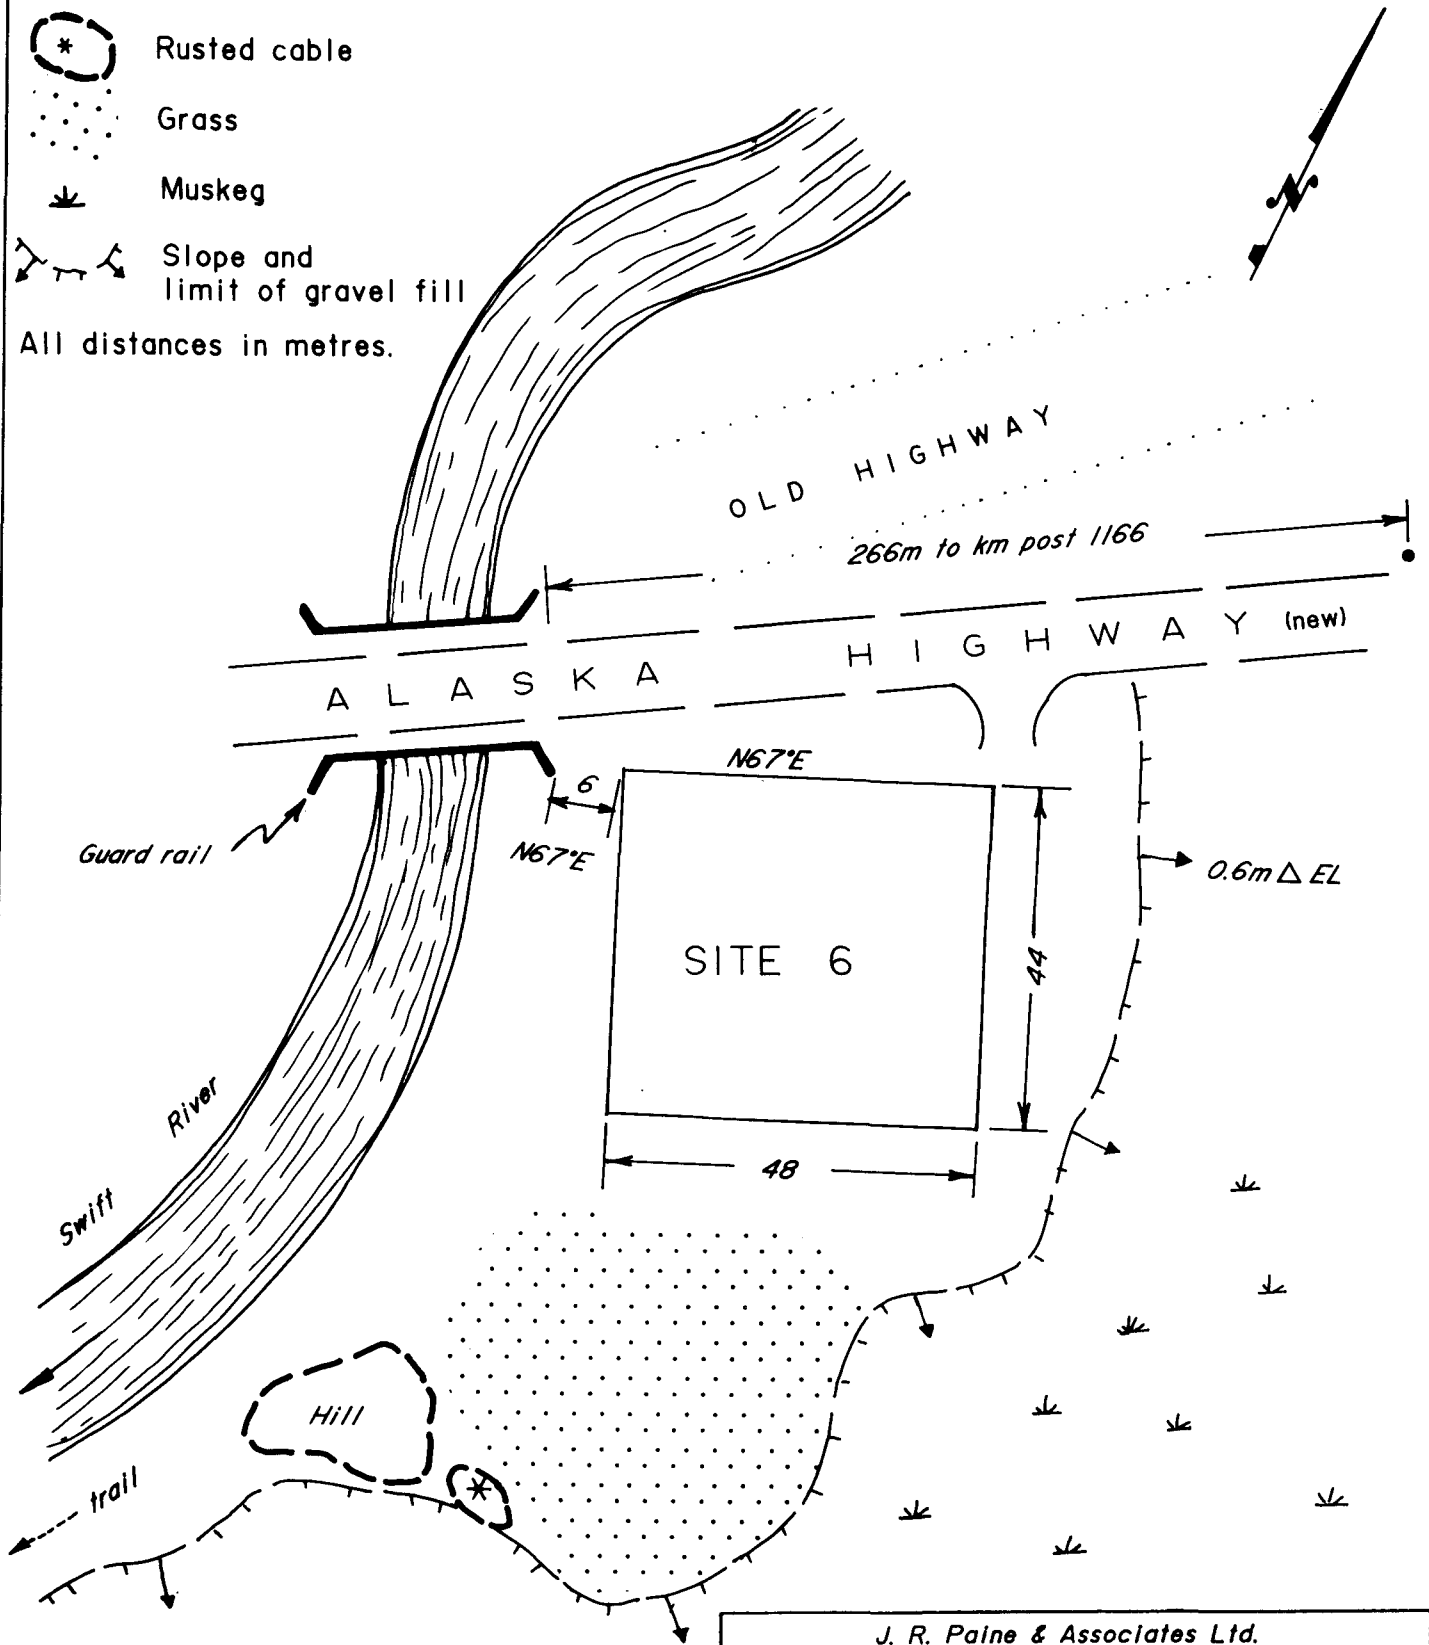 Rusted cable
Grass
Muskeg
Slope and
limit of gravel fill
All distances in metres.
N
OLD HIGHWAY
266m to km post 1166
ALASKA HIGHWAY (new)
N67°E
6
N67°E
Guard rail
0.6m Δ EL
SITE 6
44
48
Swift River
Hill
trail
J. R. Paine & Associates Ltd.